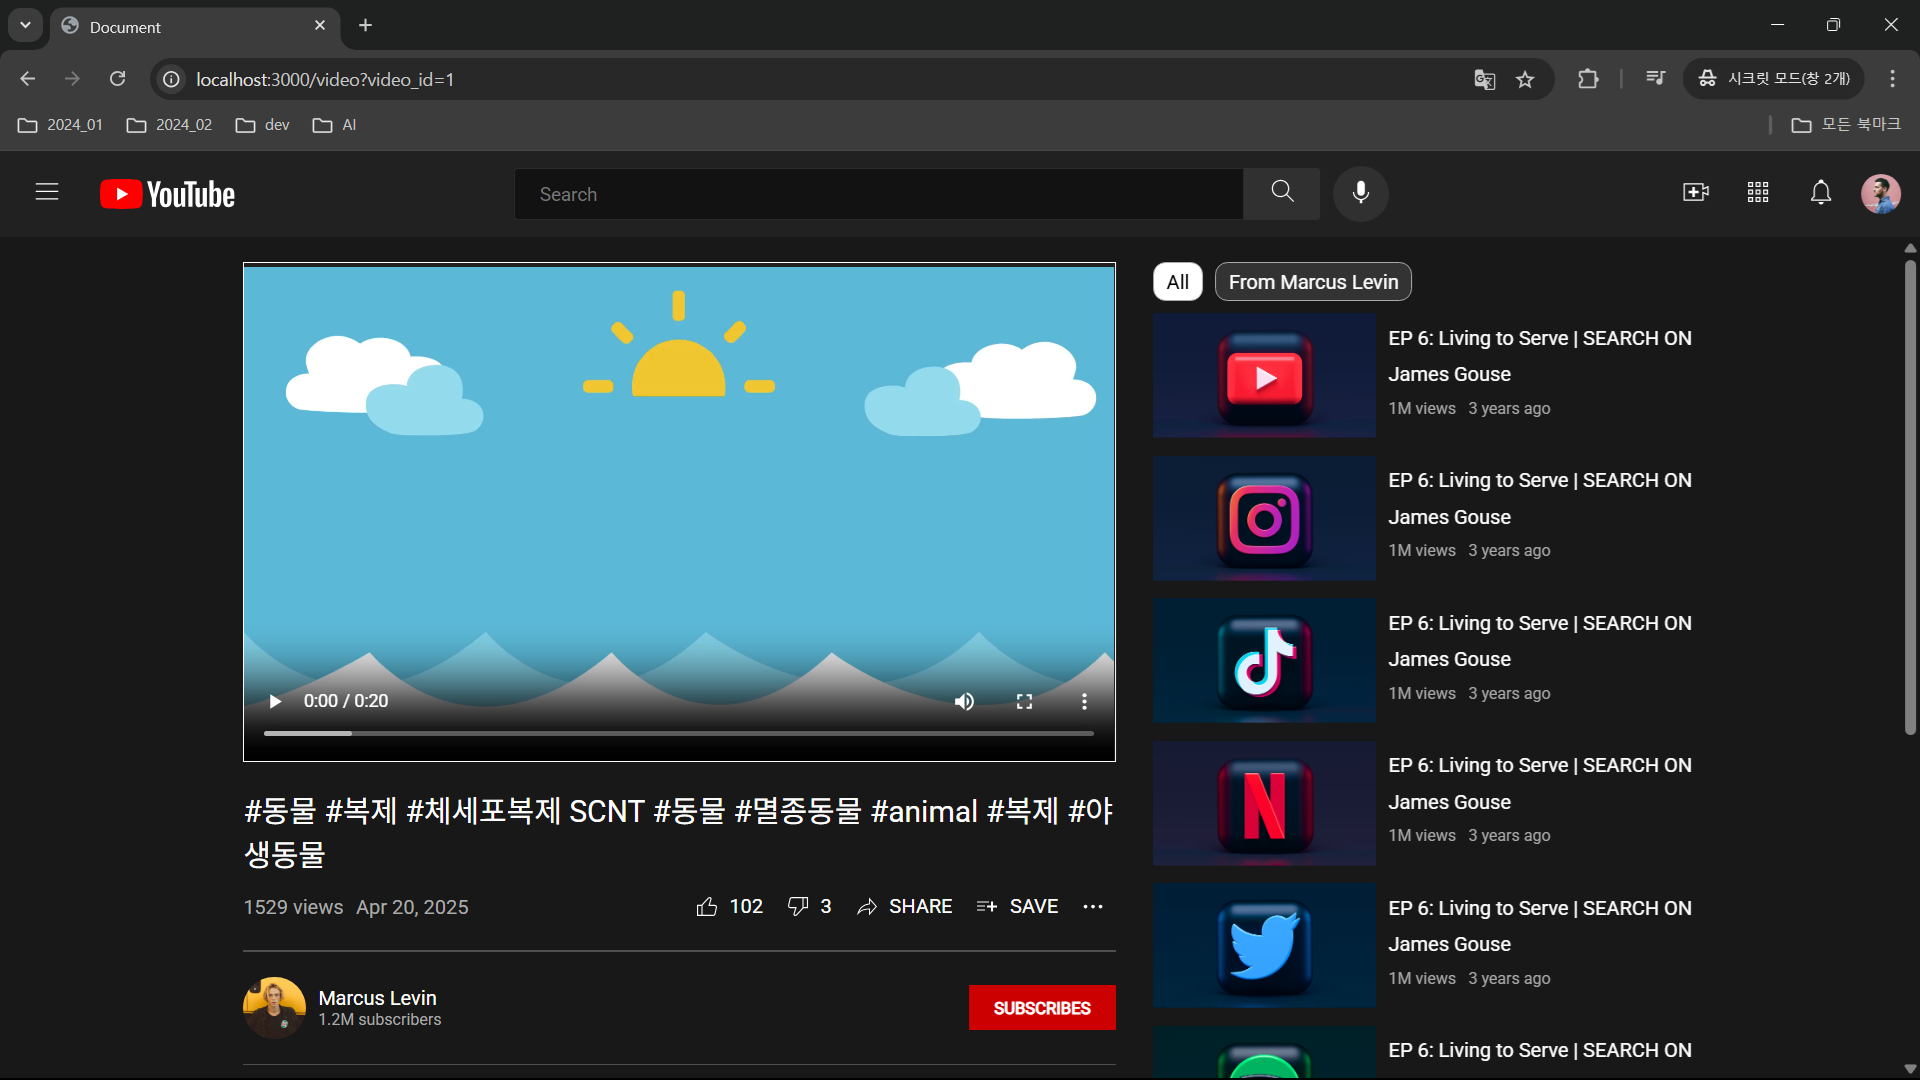 Document
localhost:3000/video?video_id=1
시크릿 모드(창 2개)
2024_01
2024_02
dev
AI
모든 북마크
YouTube
Search
0:00 / 0:20
#동물 #복제 #체세포복제 SCNT #동물 #멸종동물 #animal #복제 #야
생동물
1529 views Apr 20, 2025
102
3
SHARE
SAVE
Marcus Levin
1.2M subscribers
SUBSCRIBES
All
From Marcus Levin
EP 6: Living to Serve | SEARCH ON
James Gouse
1M views 3 years ago
EP 6: Living to Serve | SEARCH ON
James Gouse
1M views 3 years ago
EP 6: Living to Serve | SEARCH ON
James Gouse
1M views 3 years ago
EP 6: Living to Serve | SEARCH ON
James Gouse
1M views 3 years ago
EP 6: Living to Serve | SEARCH ON
James Gouse
1M views 3 years ago
EP 6: Living to Serve | SEARCH ON